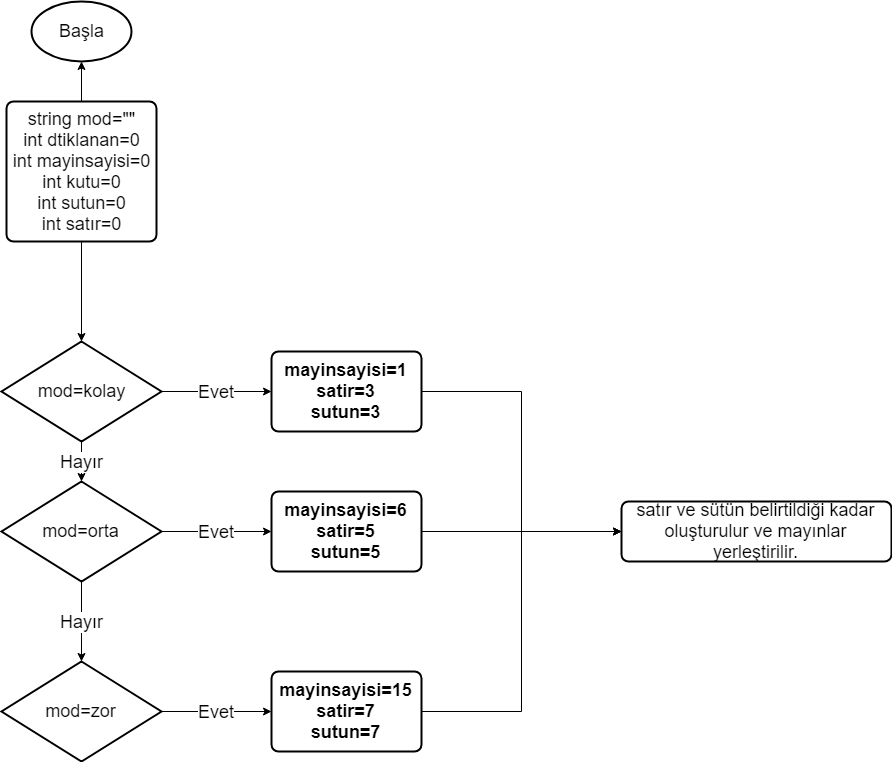 Başla
string mod=""
int dtiklanan=0
int mayinsayisi=0
int kutu=0
int sutun=0
int satır=0
mod=kolay
Evet
mayinsayisi=1
satir=3
sutun=3
Hayır
mod=orta
Evet
mayinsayisi=6
satir=5
sutun=5
satır ve sütün belirtildiği kadar
oluşturulur ve mayınlar
yerleştirilir.
Hayır
mod=zor
Evet
mayinsayisi=15
satir=7
sutun=7